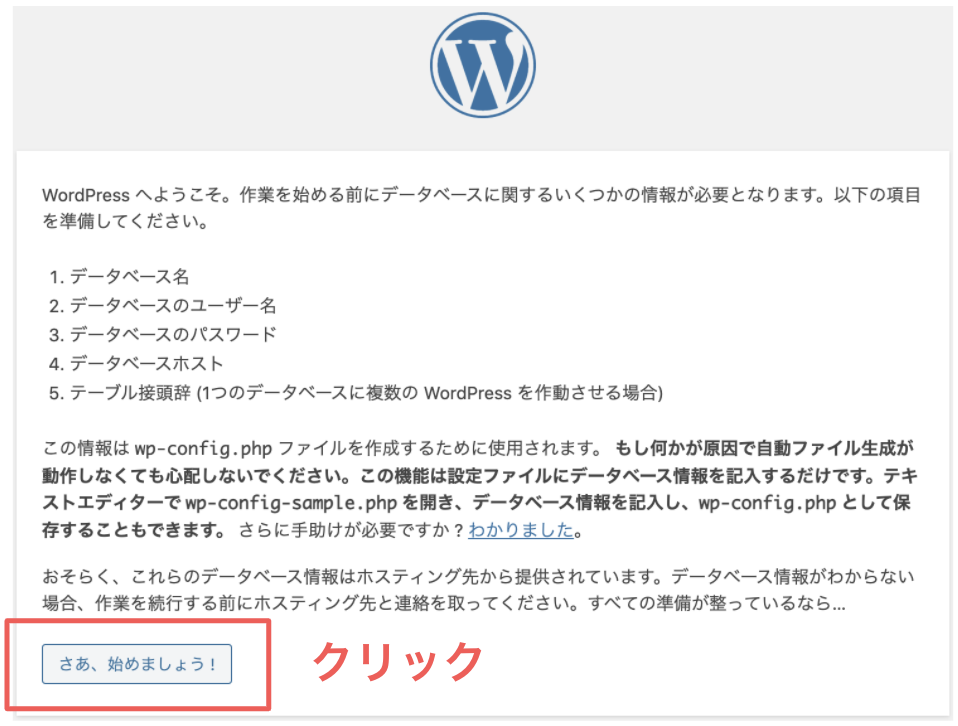 WordPress へようこそ。作業を始める前にデータベースに関するいくつかの情報が必要となります。以下の項目
を準備してください。
1. データベース名
2. データベースのユーザー名
3. データベースのパスワード
4. データベースホスト
5. テーブル接頭辞 (1つのデータベースに複数の WordPress を作動させる場合)
この情報は wp-config.php ファイルを作成するために使用されます。 もし何かが原因で自動ファイル生成が
動作しなくても心配しないでください。この機能は設定ファイルにデータベース情報を記入するだけです。テキ
ストエディターで wp-config-sample.php を開き、データベース情報を記入し、wp-config.php として保
存することもできます。 さらに手助けが必要ですか ? わかりました。
おそらく、これらのデータベース情報はホスティング先から提供されています。データベース情報がわからない
場合、作業を続行する前にホスティング先と連絡を取ってください。すべての準備が整っているなら...
さあ、始めましょう !
クリック